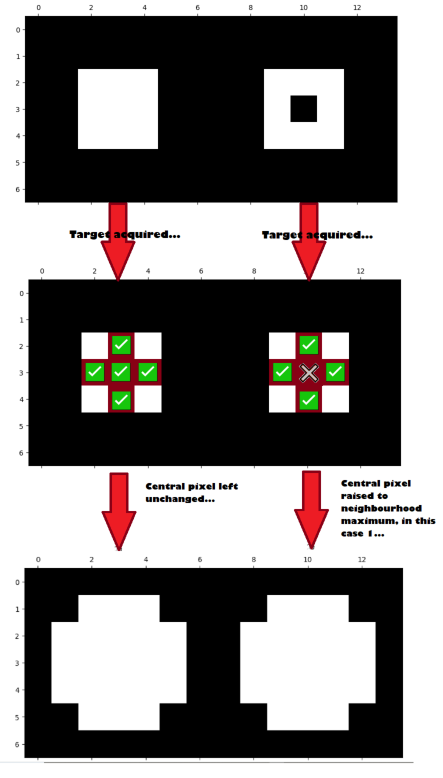 0 2 4 6 8 10 12
0
1
2
3
4
5
6
Target acquired... Target acquired...
0 2 4 8 10 12
0
1
2
3
4
5
6
Central pixel left
unchanged...
Central pixel
raised to
neighbourhood
maximum, in this
case 1...
0 2 4 6 8 10 12
0
1
2
3
4
5
6